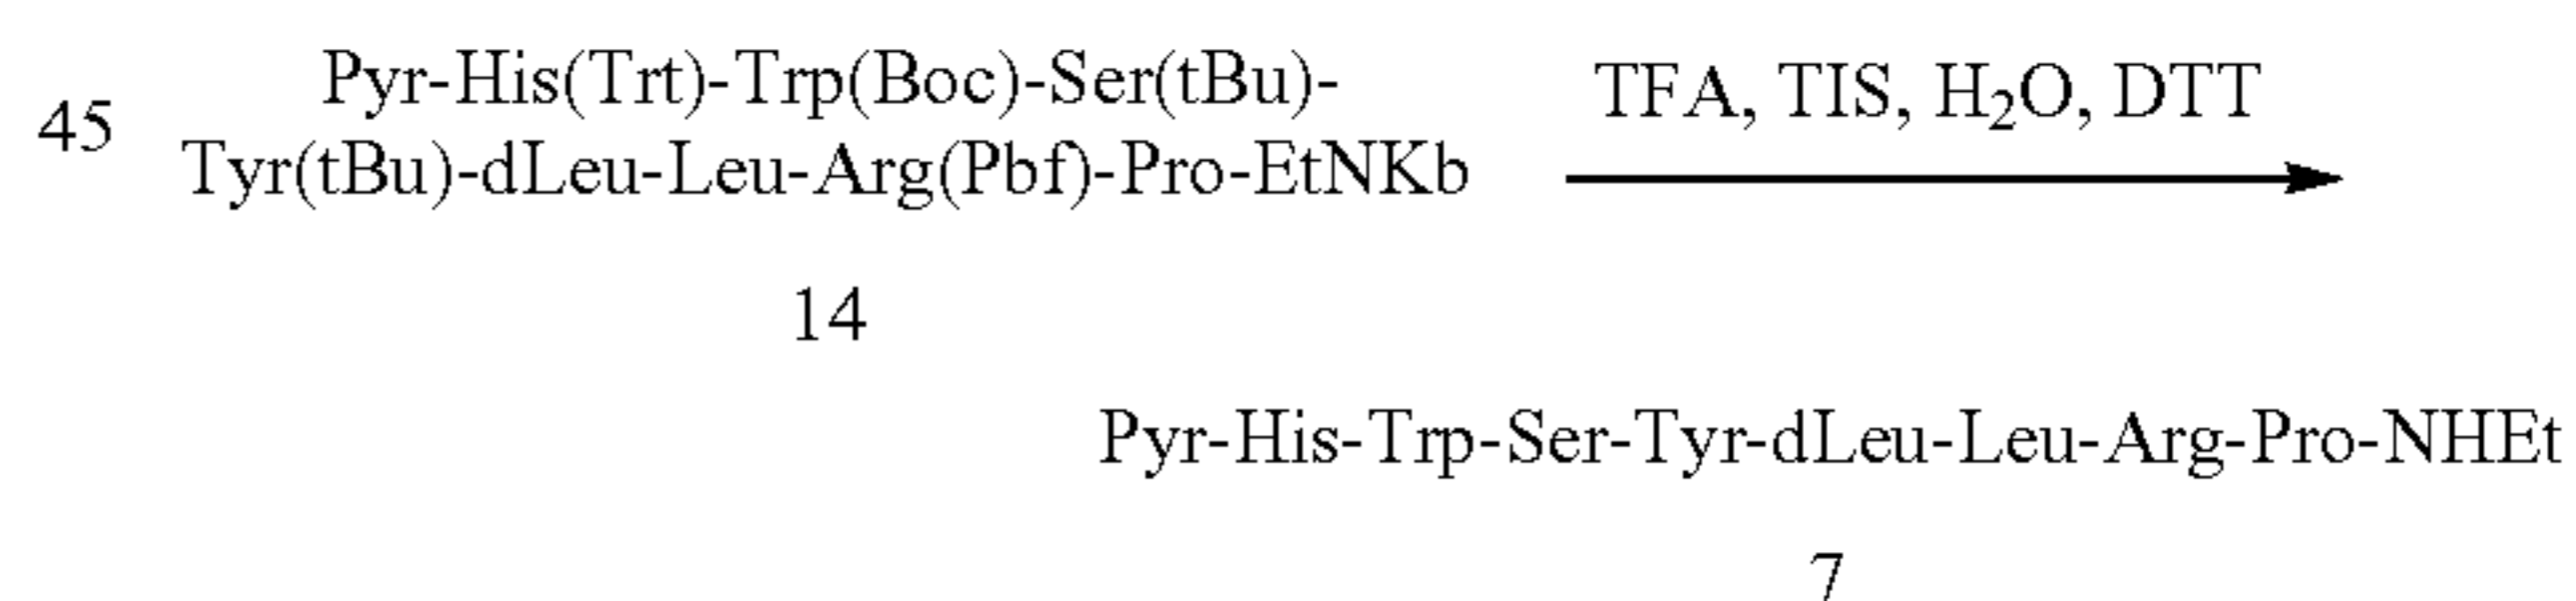 45
Pyr-His(Trt)-Trp(Boc)-Ser(tBu)-
Tyr(tBu)-dLeu-Leu-Arg(Pbf)-Pro-EtNKb
TFA, TIS, H₂O, DTT
14
Pyr-His-Trp-Ser-Tyr-dLeu-Leu-Arg-Pro-NHEt
7